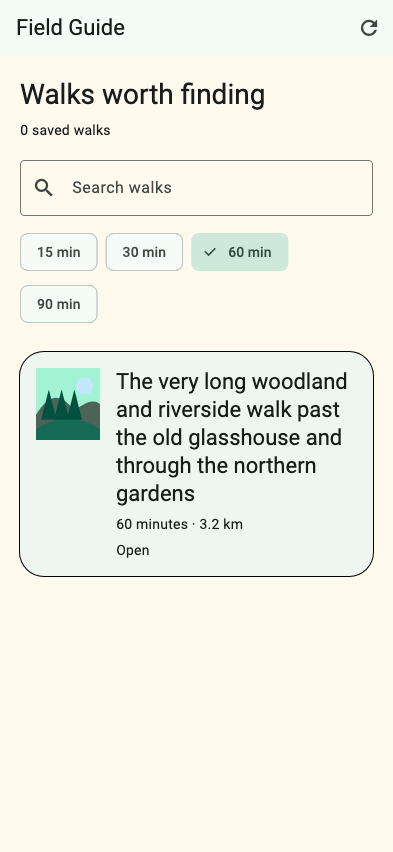 Field Guide
Walks worth finding
0 saved walks
Search walks
15 min
30 min
60 min
90 min
The very long woodland
and riverside walk past
the old glasshouse and
through the northern
gardens
60 minutes · 3.2 km
Open